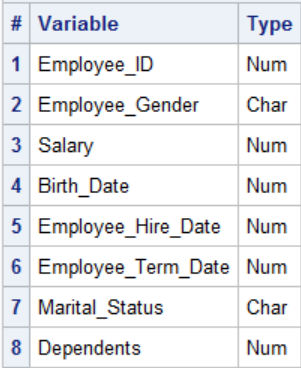 # Variable Type
1 Employee_ID Num
2 Employee_Gender Char
3 Salary Num
4 Birth_Date Num
5 Employee_Hire_Date Num
6 Employee_Term_Date Num
7 Marital_Status Char
8 Dependents Num